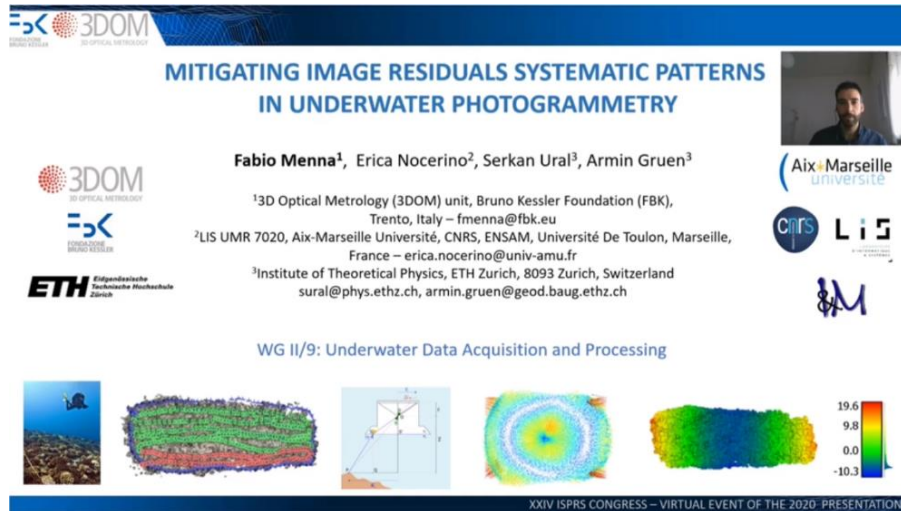 FBK
FONDAZIONE
BRUNO KESSLER
3DOM
3D OPTICAL METROLOGY
MITIGATING IMAGE RESIDUALS SYSTEMATIC PATTERNS
IN UNDERWATER PHOTOGRAMMETRY
Fabio Menna1, Erica Nocerino2, Serkan Ural3, Armin Gruen3
13D Optical Metrology (3DOM) unit, Bruno Kessler Foundation (FBK),
Trento, Italy – fmenna@fbk.eu
2LIS UMR 7020, Aix-Marseille Université, CNRS, ENSAM, Université De Toulon, Marseille,
France – erica.nocerino@univ-amu.fr
3Institute of Theoretical Physics, ETH Zurich, 8093 Zurich, Switzerland
sural@phys.ethz.ch, armin.gruen@geod.baug.ethz.ch
3DOM
3D OPTICAL METROLOGY
FBK
FONDAZIONE
BRUNO KESSLER
ETH
Eidgenössische
Technische Hochschule
Zürich
Aix*Marseille
université
cnrs
LIS
&M
WG II/9: Underwater Data Acquisition and Processing
19.6
9.8
0.0
-10.3
XXIV ISPRS CONGRESS – VIRTUAL EVENT OF THE 2020 PRESENTATION